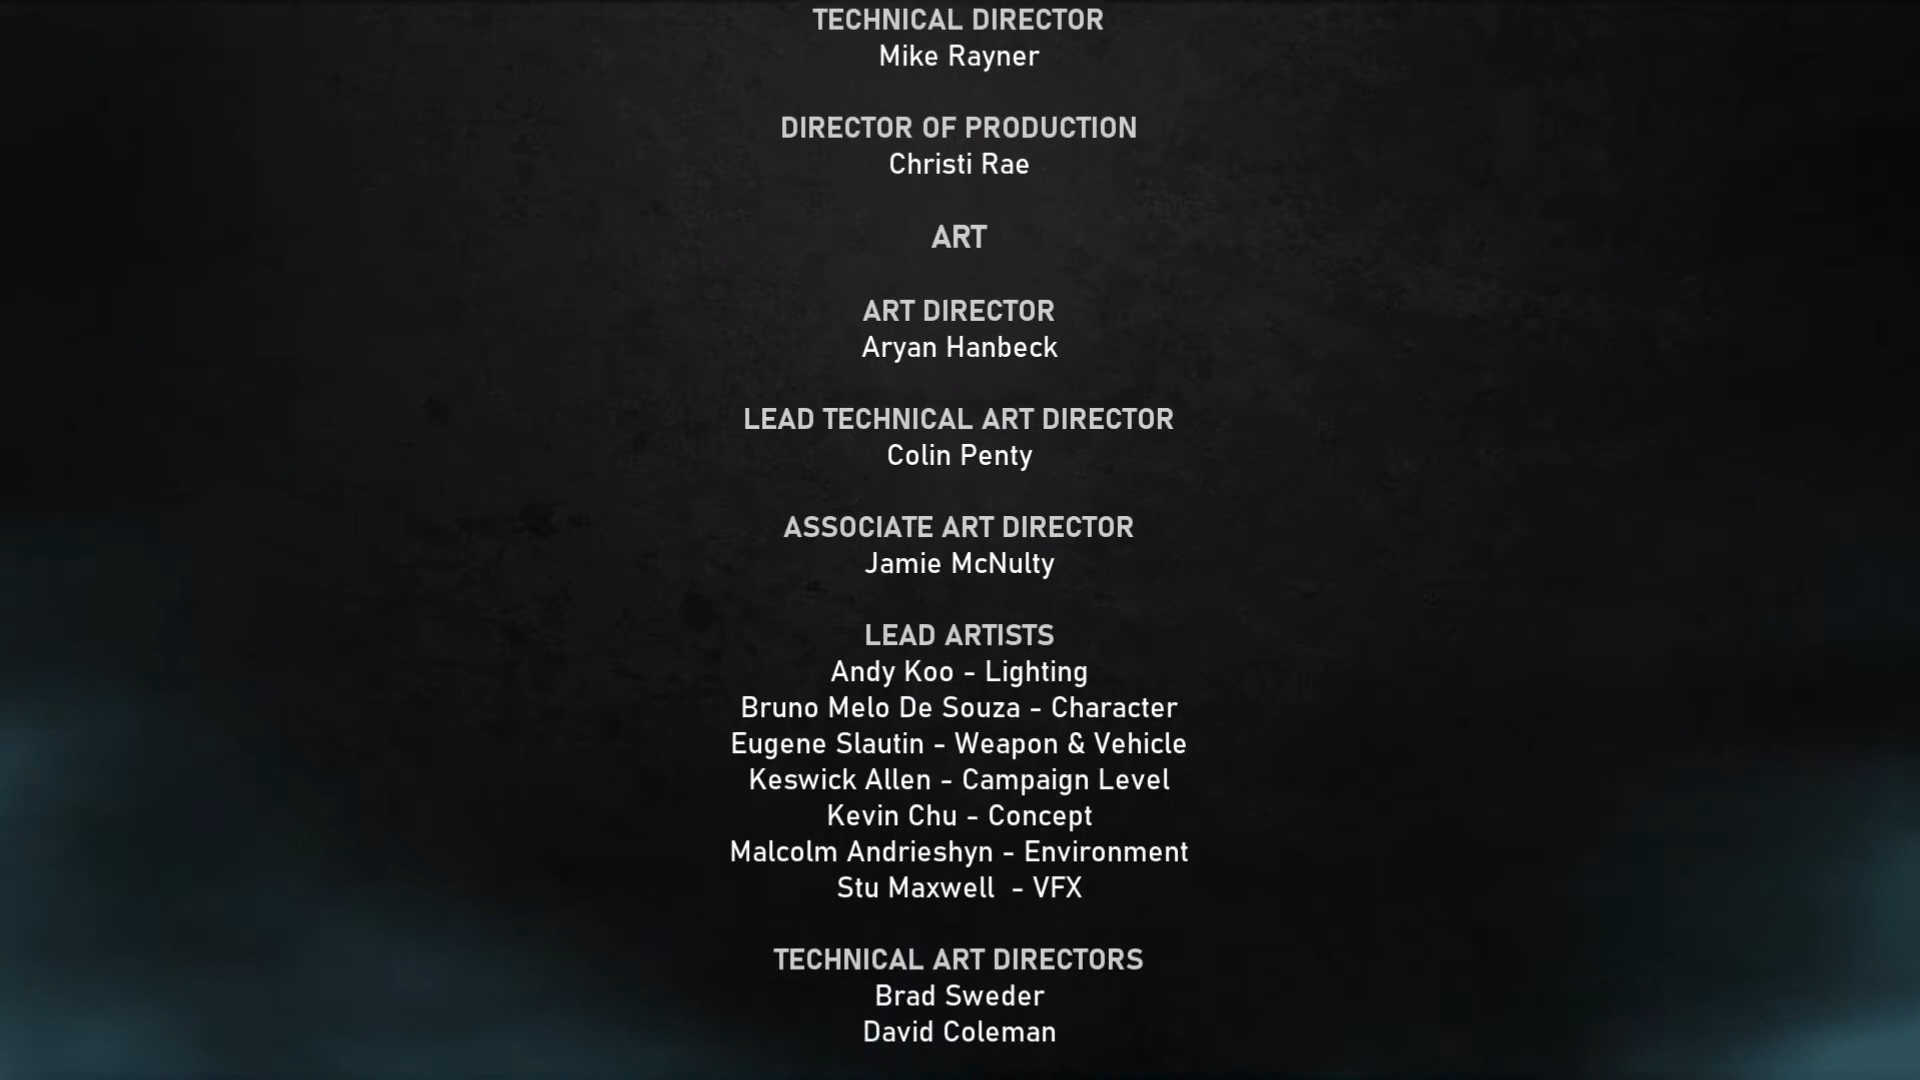 TECHNICAL DIRECTOR
Mike Rayner
DIRECTOR OF PRODUCTION
Christi Rae
ART
ART DIRECTOR
Aryan Hanbeck
LEAD TECHNICAL ART DIRECTOR
Colin Penty
ASSOCIATE ART DIRECTOR
Jamie McNulty
LEAD ARTISTS
Andy Koo - Lighting
Bruno Melo De Souza - Character
Eugene Slautin - Weapon & Vehicle
Keswick Allen - Campaign Level
Kevin Chu - Concept
Malcolm Andrieshyn - Environment
Stu Maxwell  - VFX
TECHNICAL ART DIRECTORS
Brad Sweder
David Coleman